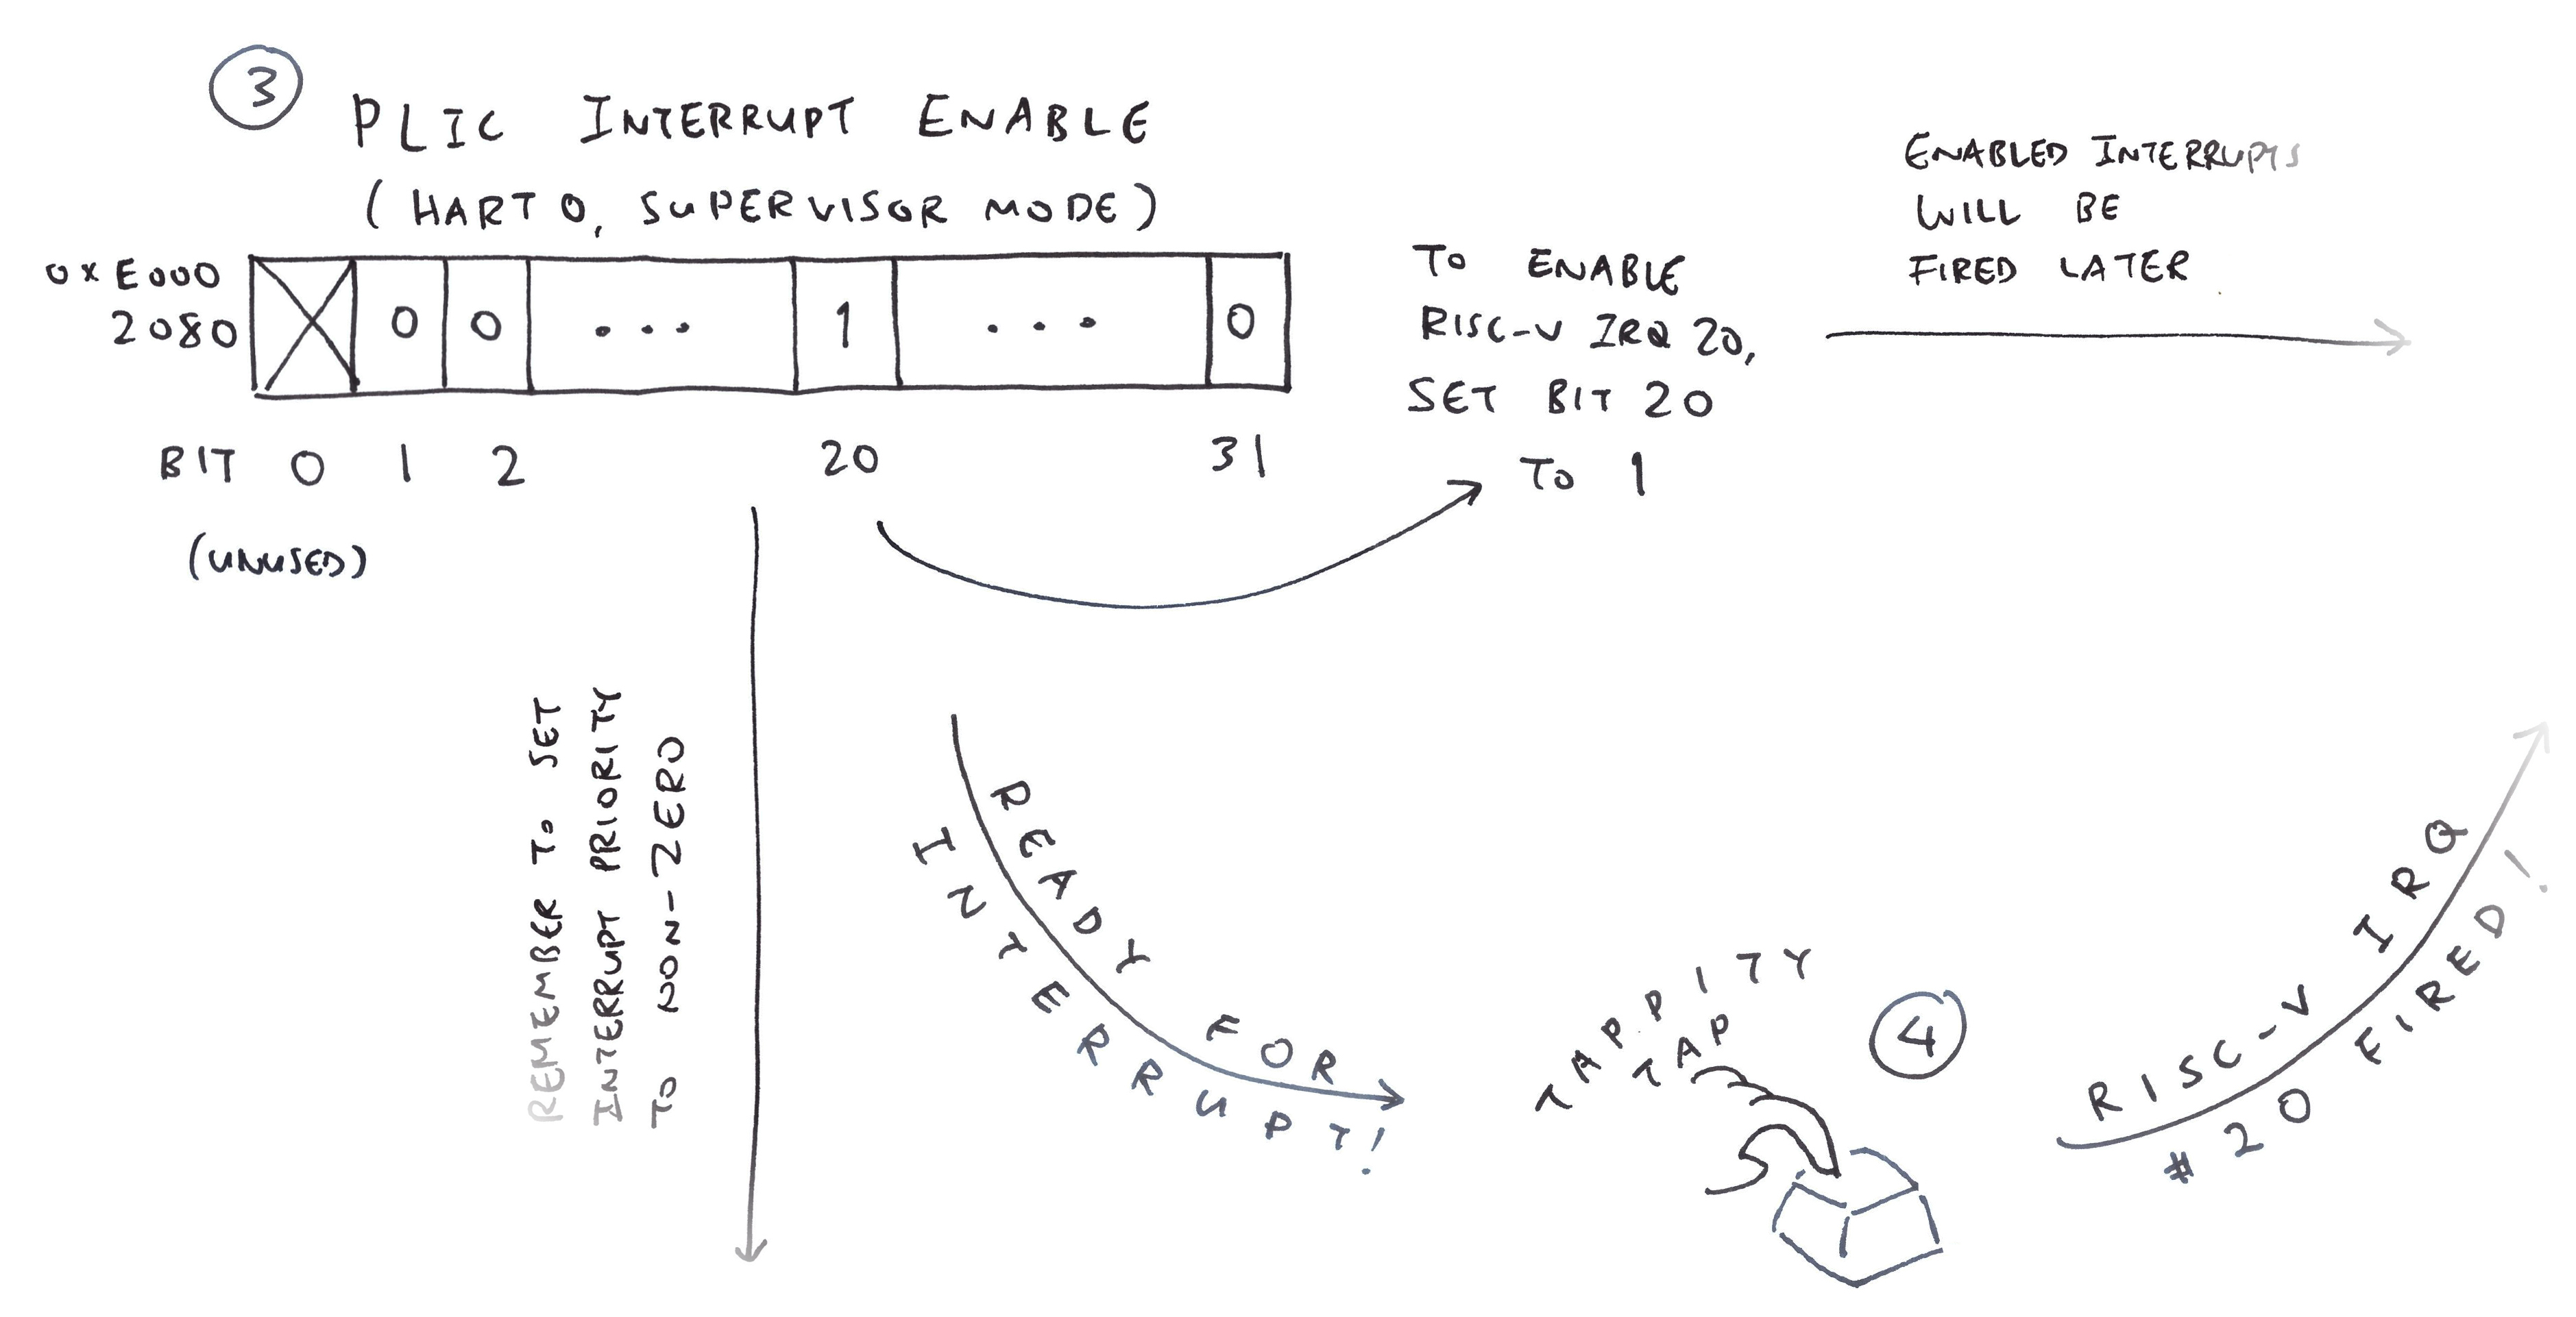 3
PLIC INTERRUPT ENABLE
(HART 0, SUPERVISOR MODE)
0xE000
2080
0 0 ... 1 ... 0
BIT 0 1 2 20 31
(UNUSED)
TO ENABLE
RISC-V IRQ 20,
SET BIT 20
TO 1
ENABLED INTERRUPTS
WILL BE
FIRED LATER
REMEMBER TO SET
INTERRUPT PRIORITY
TO NON-ZERO
READY FOR
INTERRUPT!
TAPPITY
TAP
4
RISC-V IRQ
#20 FIRED!